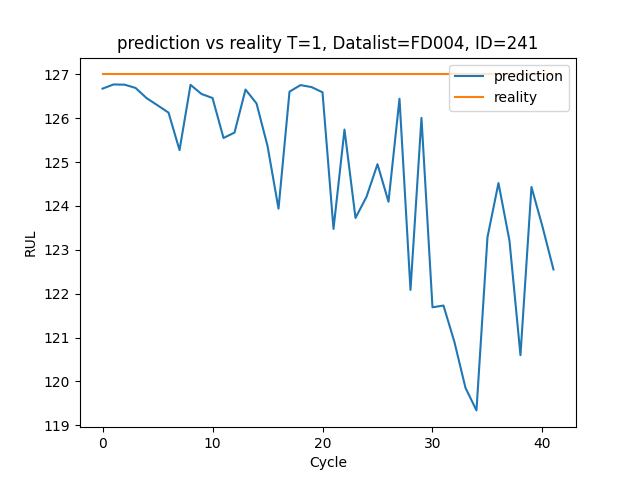 prediction vs reality T=1, Datalist=FD004, ID=241
127
126
125
124
123
122
121
120
119
RUL
prediction
reality
0 10 20 30 40
Cycle